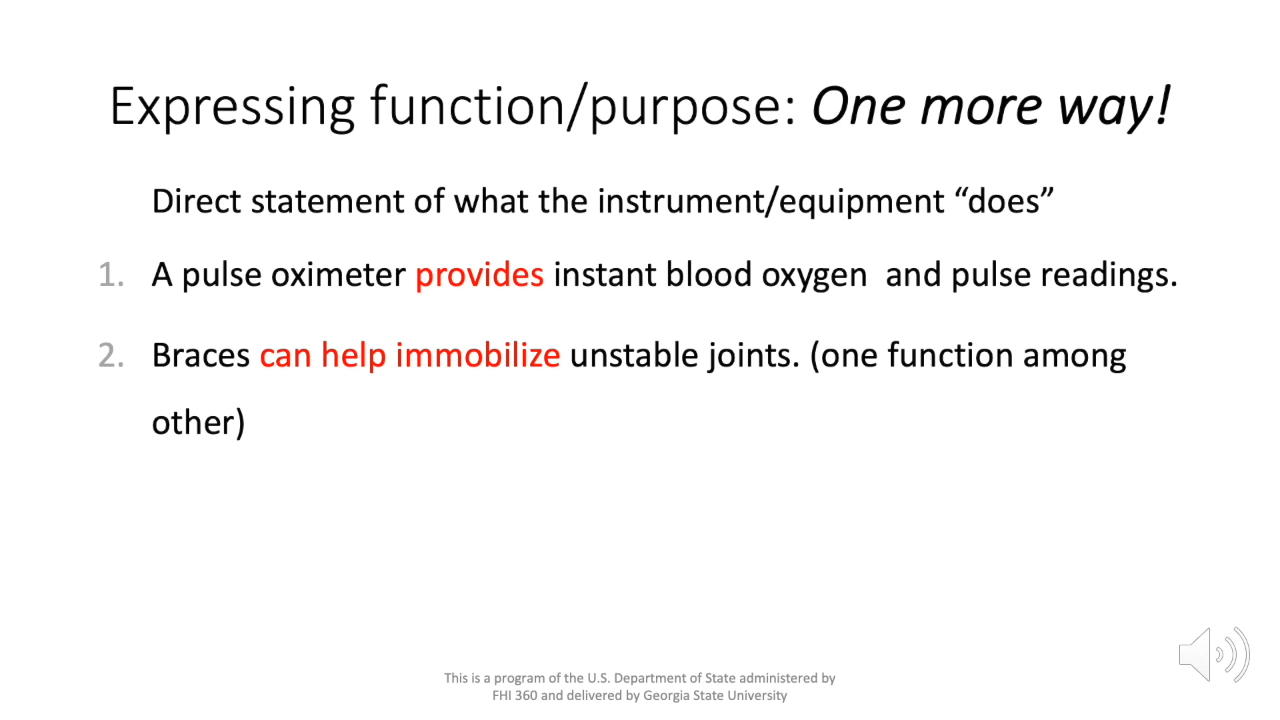 Expressing function/purpose: One more way!
Direct statement of what the instrument/equipment “does”
1. A pulse oximeter provides instant blood oxygen  and pulse readings.
2. Braces can help immobilize unstable joints. (one function among
other)
This is a program of the U.S. Department of State administered by
FHI 360 and delivered by Georgia State University